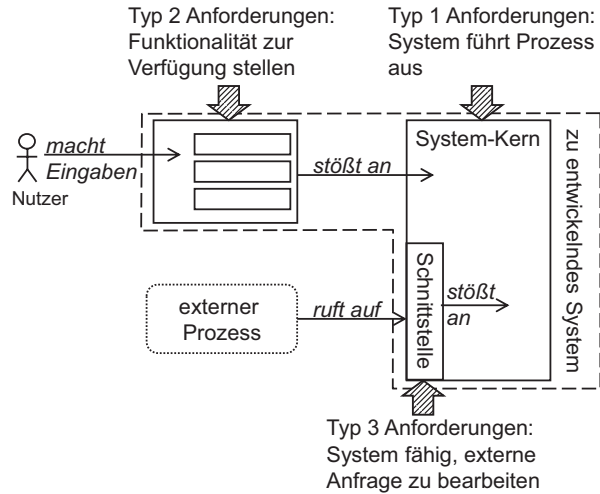 Typ 2 Anforderungen:
Funktionalität zur
Verfügung stellen
Typ 1 Anforderungen:
System führt Prozess
aus
macht
Eingaben
Nutzer
stößt an
System-Kern
zu entwickelndes System
externer
Prozess
ruft auf
Schnittstelle
stößt
an
Typ 3 Anforderungen:
System fähig, externe
Anfrage zu bearbeiten